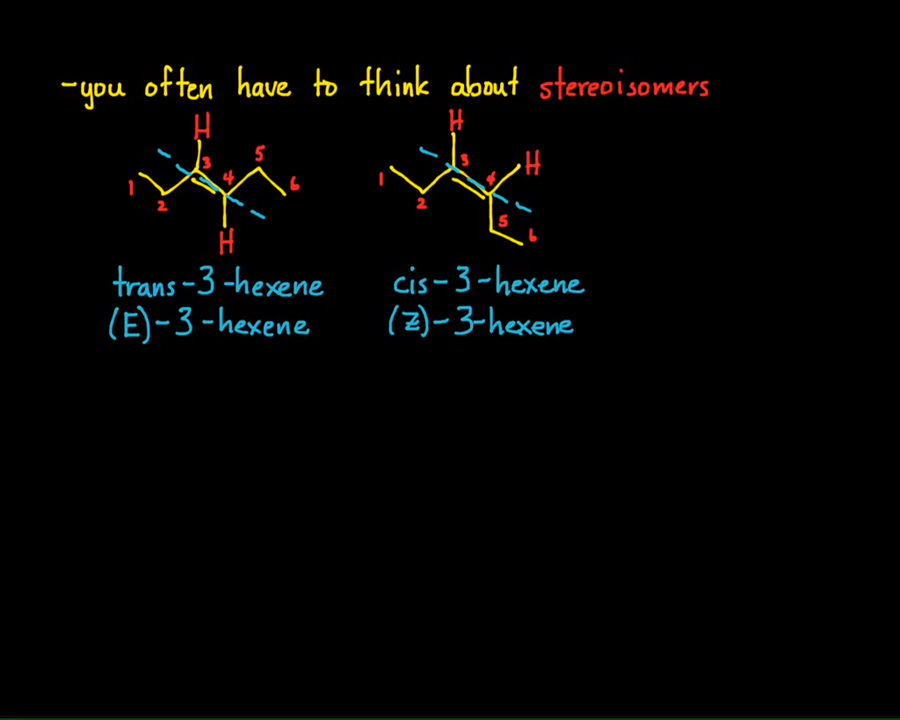 -you often have to think about stereoisomers
H H
1 2 3 4 5 6 1 2 3 4 H 5 6
H
trans-3-hexene cis-3-hexene
(E)-3-hexene (Z)-3-hexene